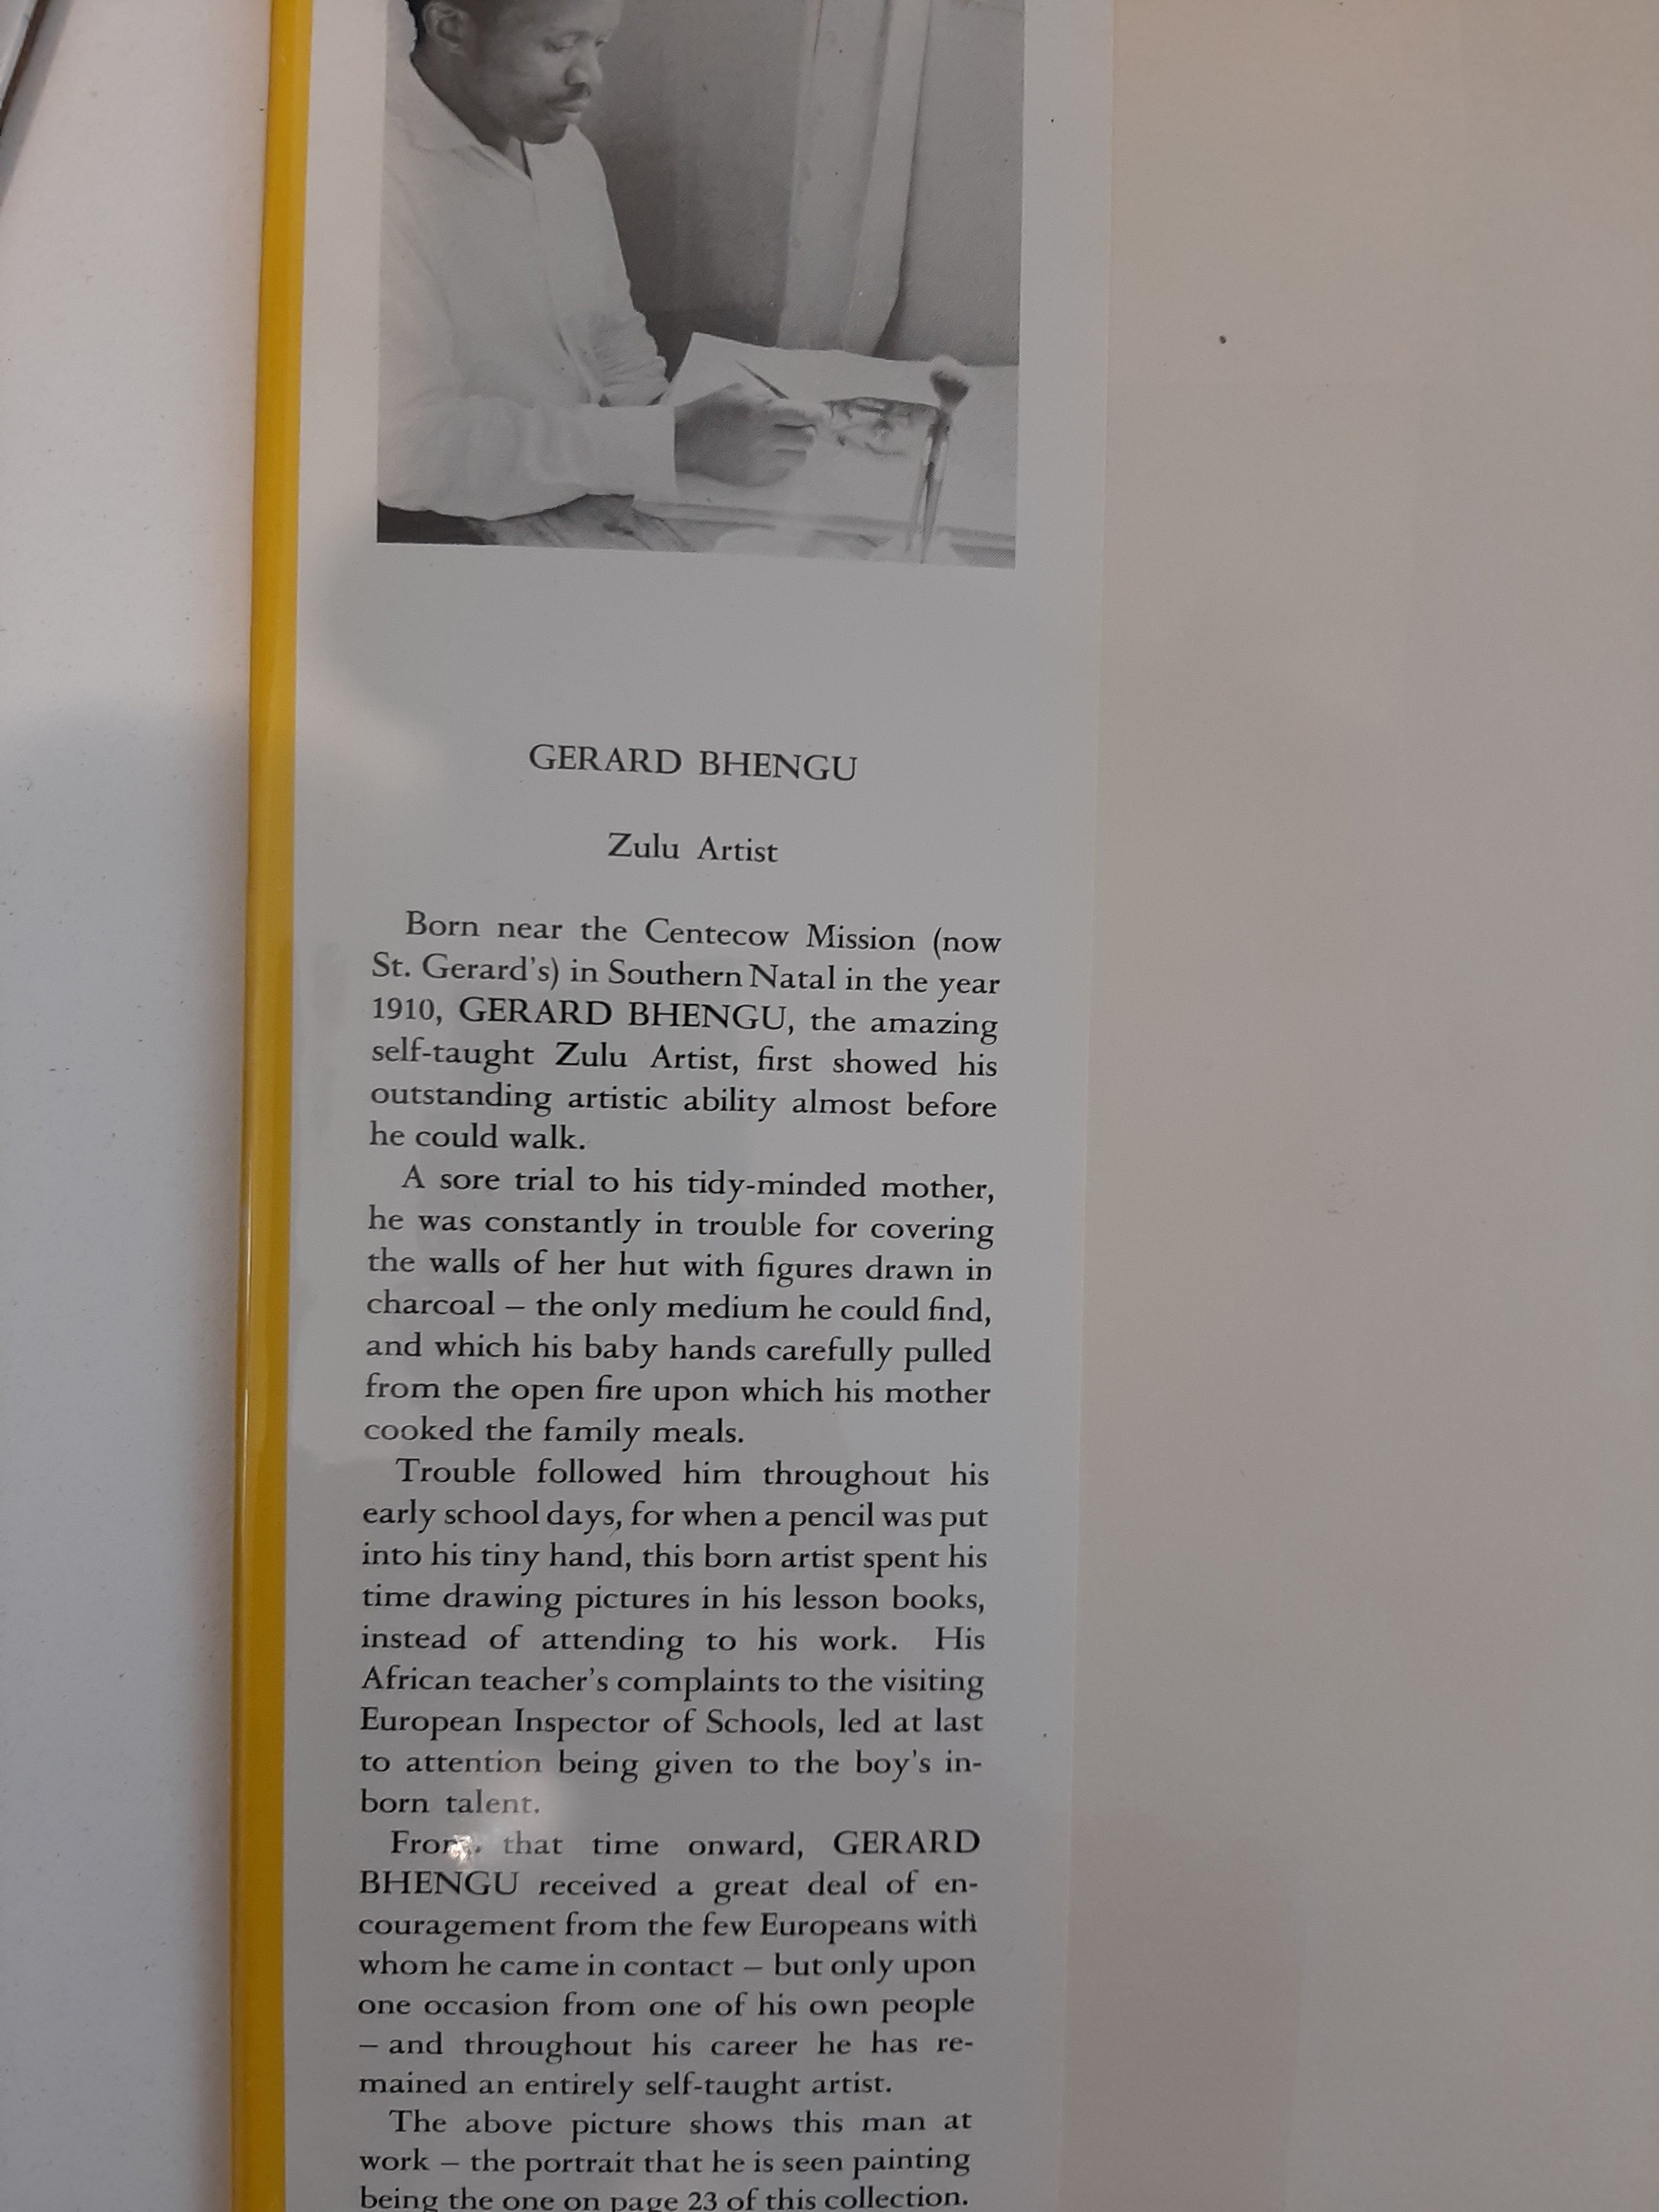 GERARD BHENGU
Zulu Artist
Born near the Centecow Mission (now
St. Gerard's) in Southern Natal in the year
1910, GERARD BHENGU, the amazing
self-taught Zulu Artist, first showed his
outstanding artistic ability almost before
he could walk.
A sore trial to his tidy-minded mother,
he was constantly in trouble for covering
the walls of her hut with figures drawn in
charcoal – the only medium he could find,
and which his baby hands carefully pulled
from the open fire upon which his mother
cooked the family meals.
Trouble followed him throughout his
early school days, for when a pencil was put
into his tiny hand, this born artist spent his
time drawing pictures in his lesson books,
instead of attending to his work. His
African teacher's complaints to the visiting
European Inspector of Schools, led at last
to attention being given to the boy's in-
born talent.
From that time onward, GERARD
BHENGU received a great deal of en-
couragement from the few Europeans with
whom he came in contact – but only upon
one occasion from one of his own people
– and throughout his career he has re-
mained an entirely self-taught artist.
The above picture shows this man at
work – the portrait that he is seen painting
being the one on page 23 of this collection.